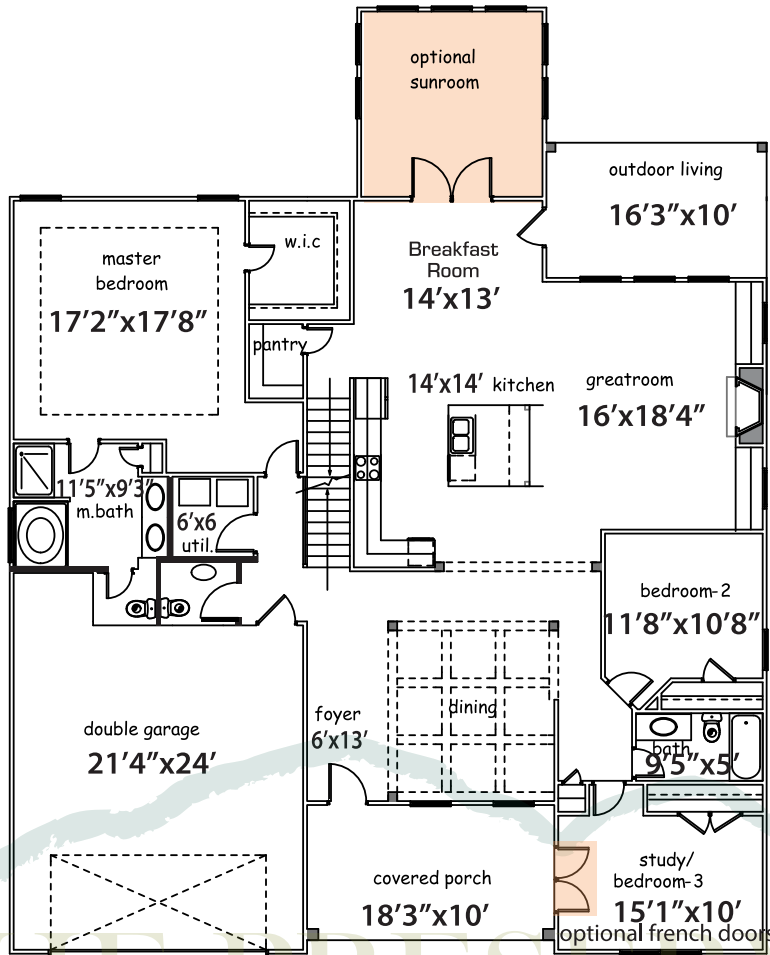 optional
sunroom
outdoor living
16'3"x10'
w.i.c
master
bedroom
17'2"x17'8"
Breakfast
Room
14'x13'
pantry
14'x14' kitchen
greatroom
16'x18'4"
11'5"x9'3"
m.bath
6'x6
util.
bedroom-2
11'8"x10'8"
double garage
21'4"x24'
foyer
6'x13'
dining
bath
9'5"x5'
covered porch
18'3"x10'
study/
bedroom-3
15'1"x10'
optional french doors